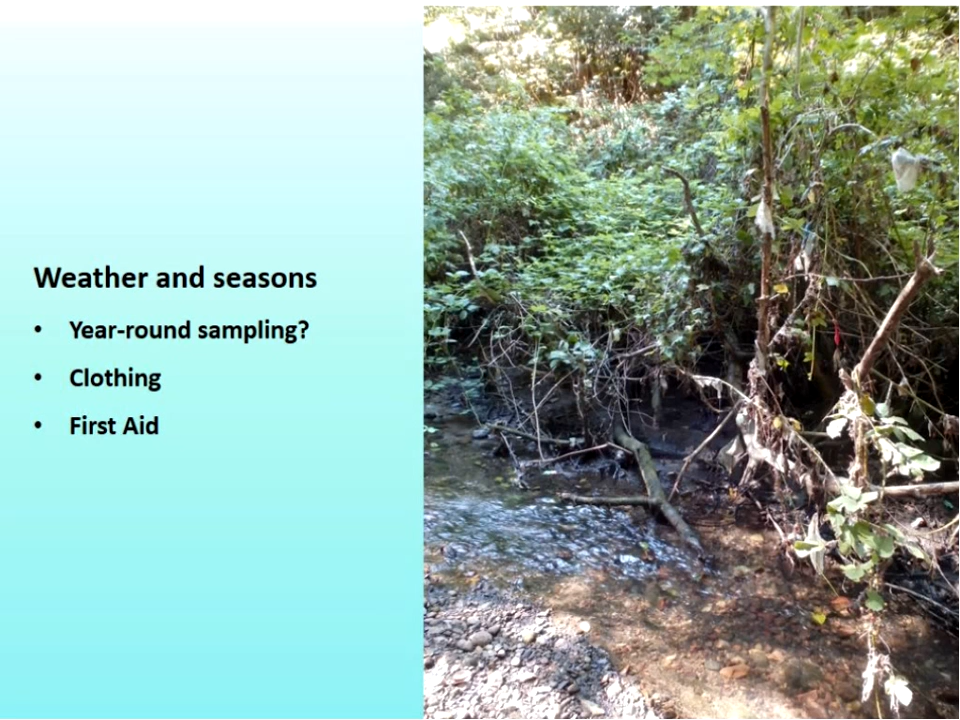 Weather and seasons
• Year-round sampling?
• Clothing
• First Aid